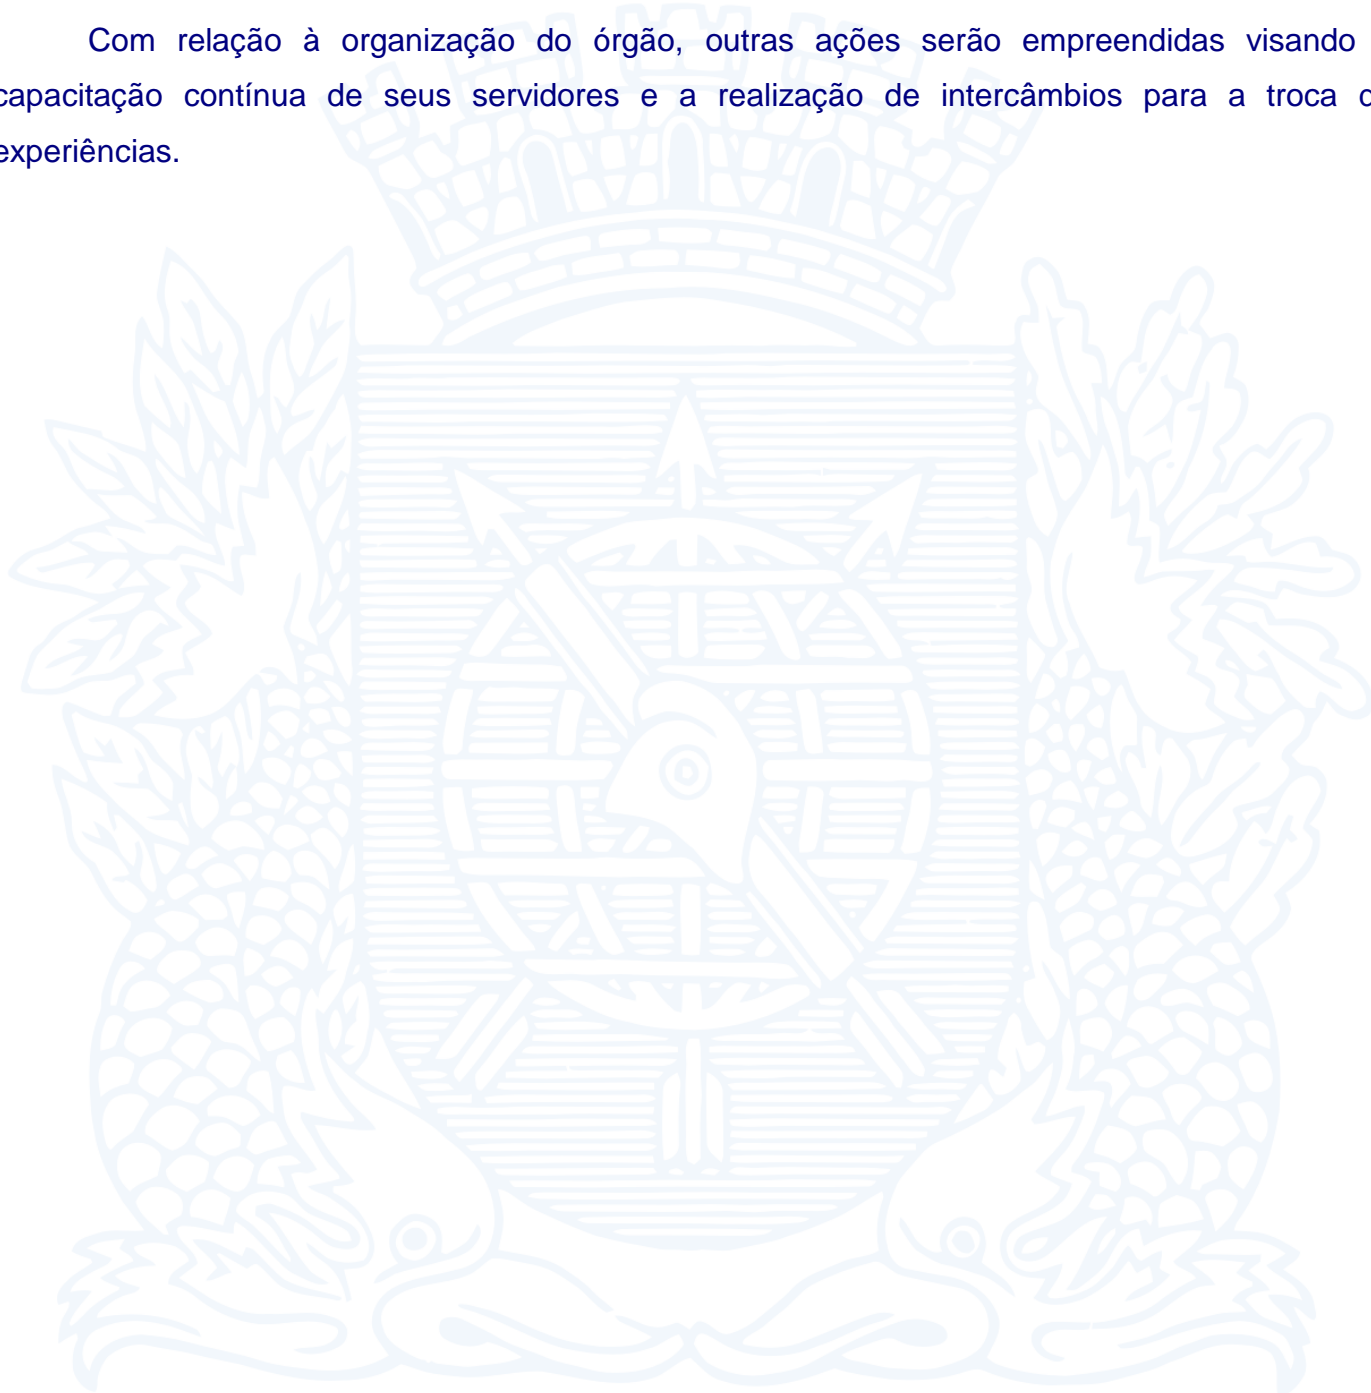 Com relação à organização do órgão, outras ações serão empreendidas visando
capacitação contínua de seus servidores e a realização de intercâmbios para a troca
experiências.